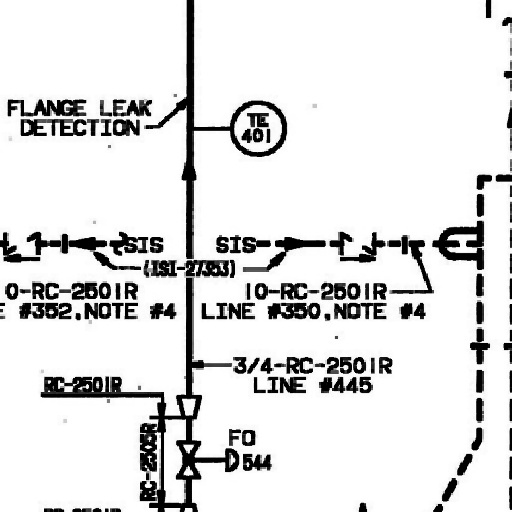 FLANGE LEAK
DETECTION
TE
401
SIS SIS
(ISI-27353)
0-RC-2501R 10-RC-2501R
E #352,NOTE #4 LINE #350,NOTE #4
3/4-RC-2501R
LINE #445
RC-2501R
RC-2505R
FO
544